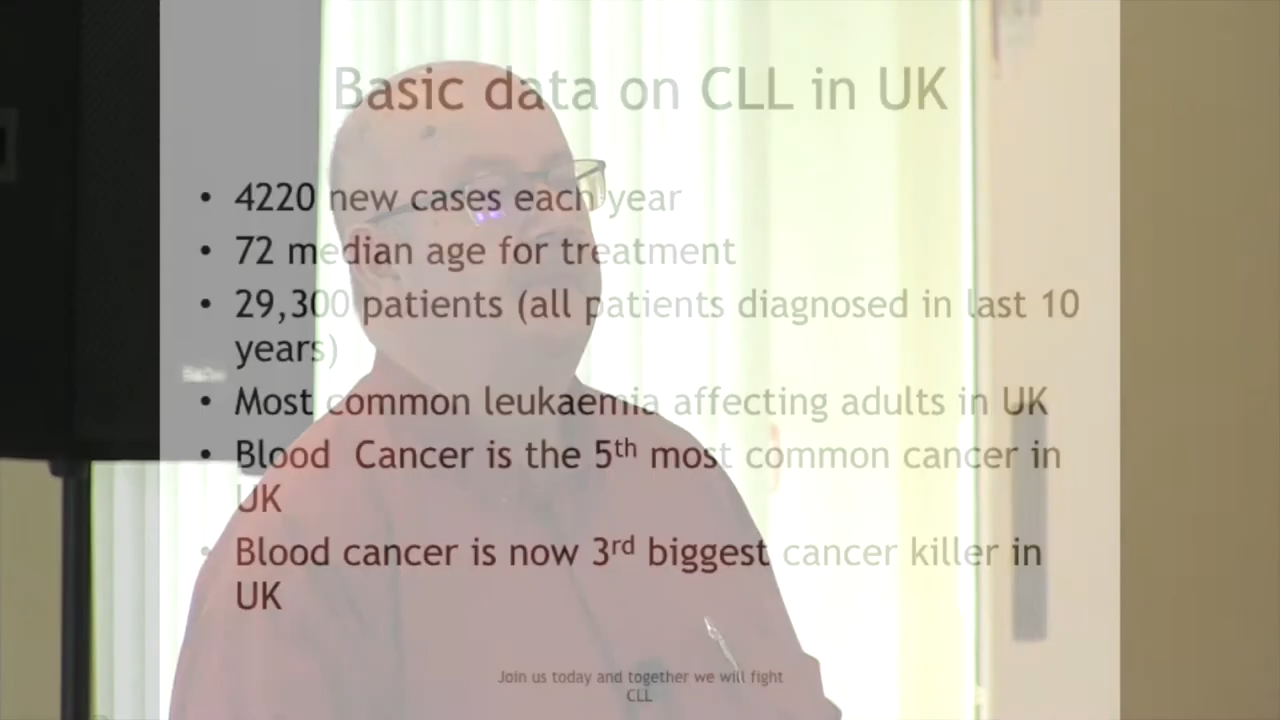 Basic data on CLL in UK
• 4220 new cases each year
• 72 median age for treatment
• 29,300 patients (all patients diagnosed in last 10
years)
• Most common leukaemia affecting adults in UK
• Blood Cancer is the 5th most common cancer in
UK
• Blood cancer is now 3rd biggest cancer killer in
UK
Join us today and together we will fight
CLL